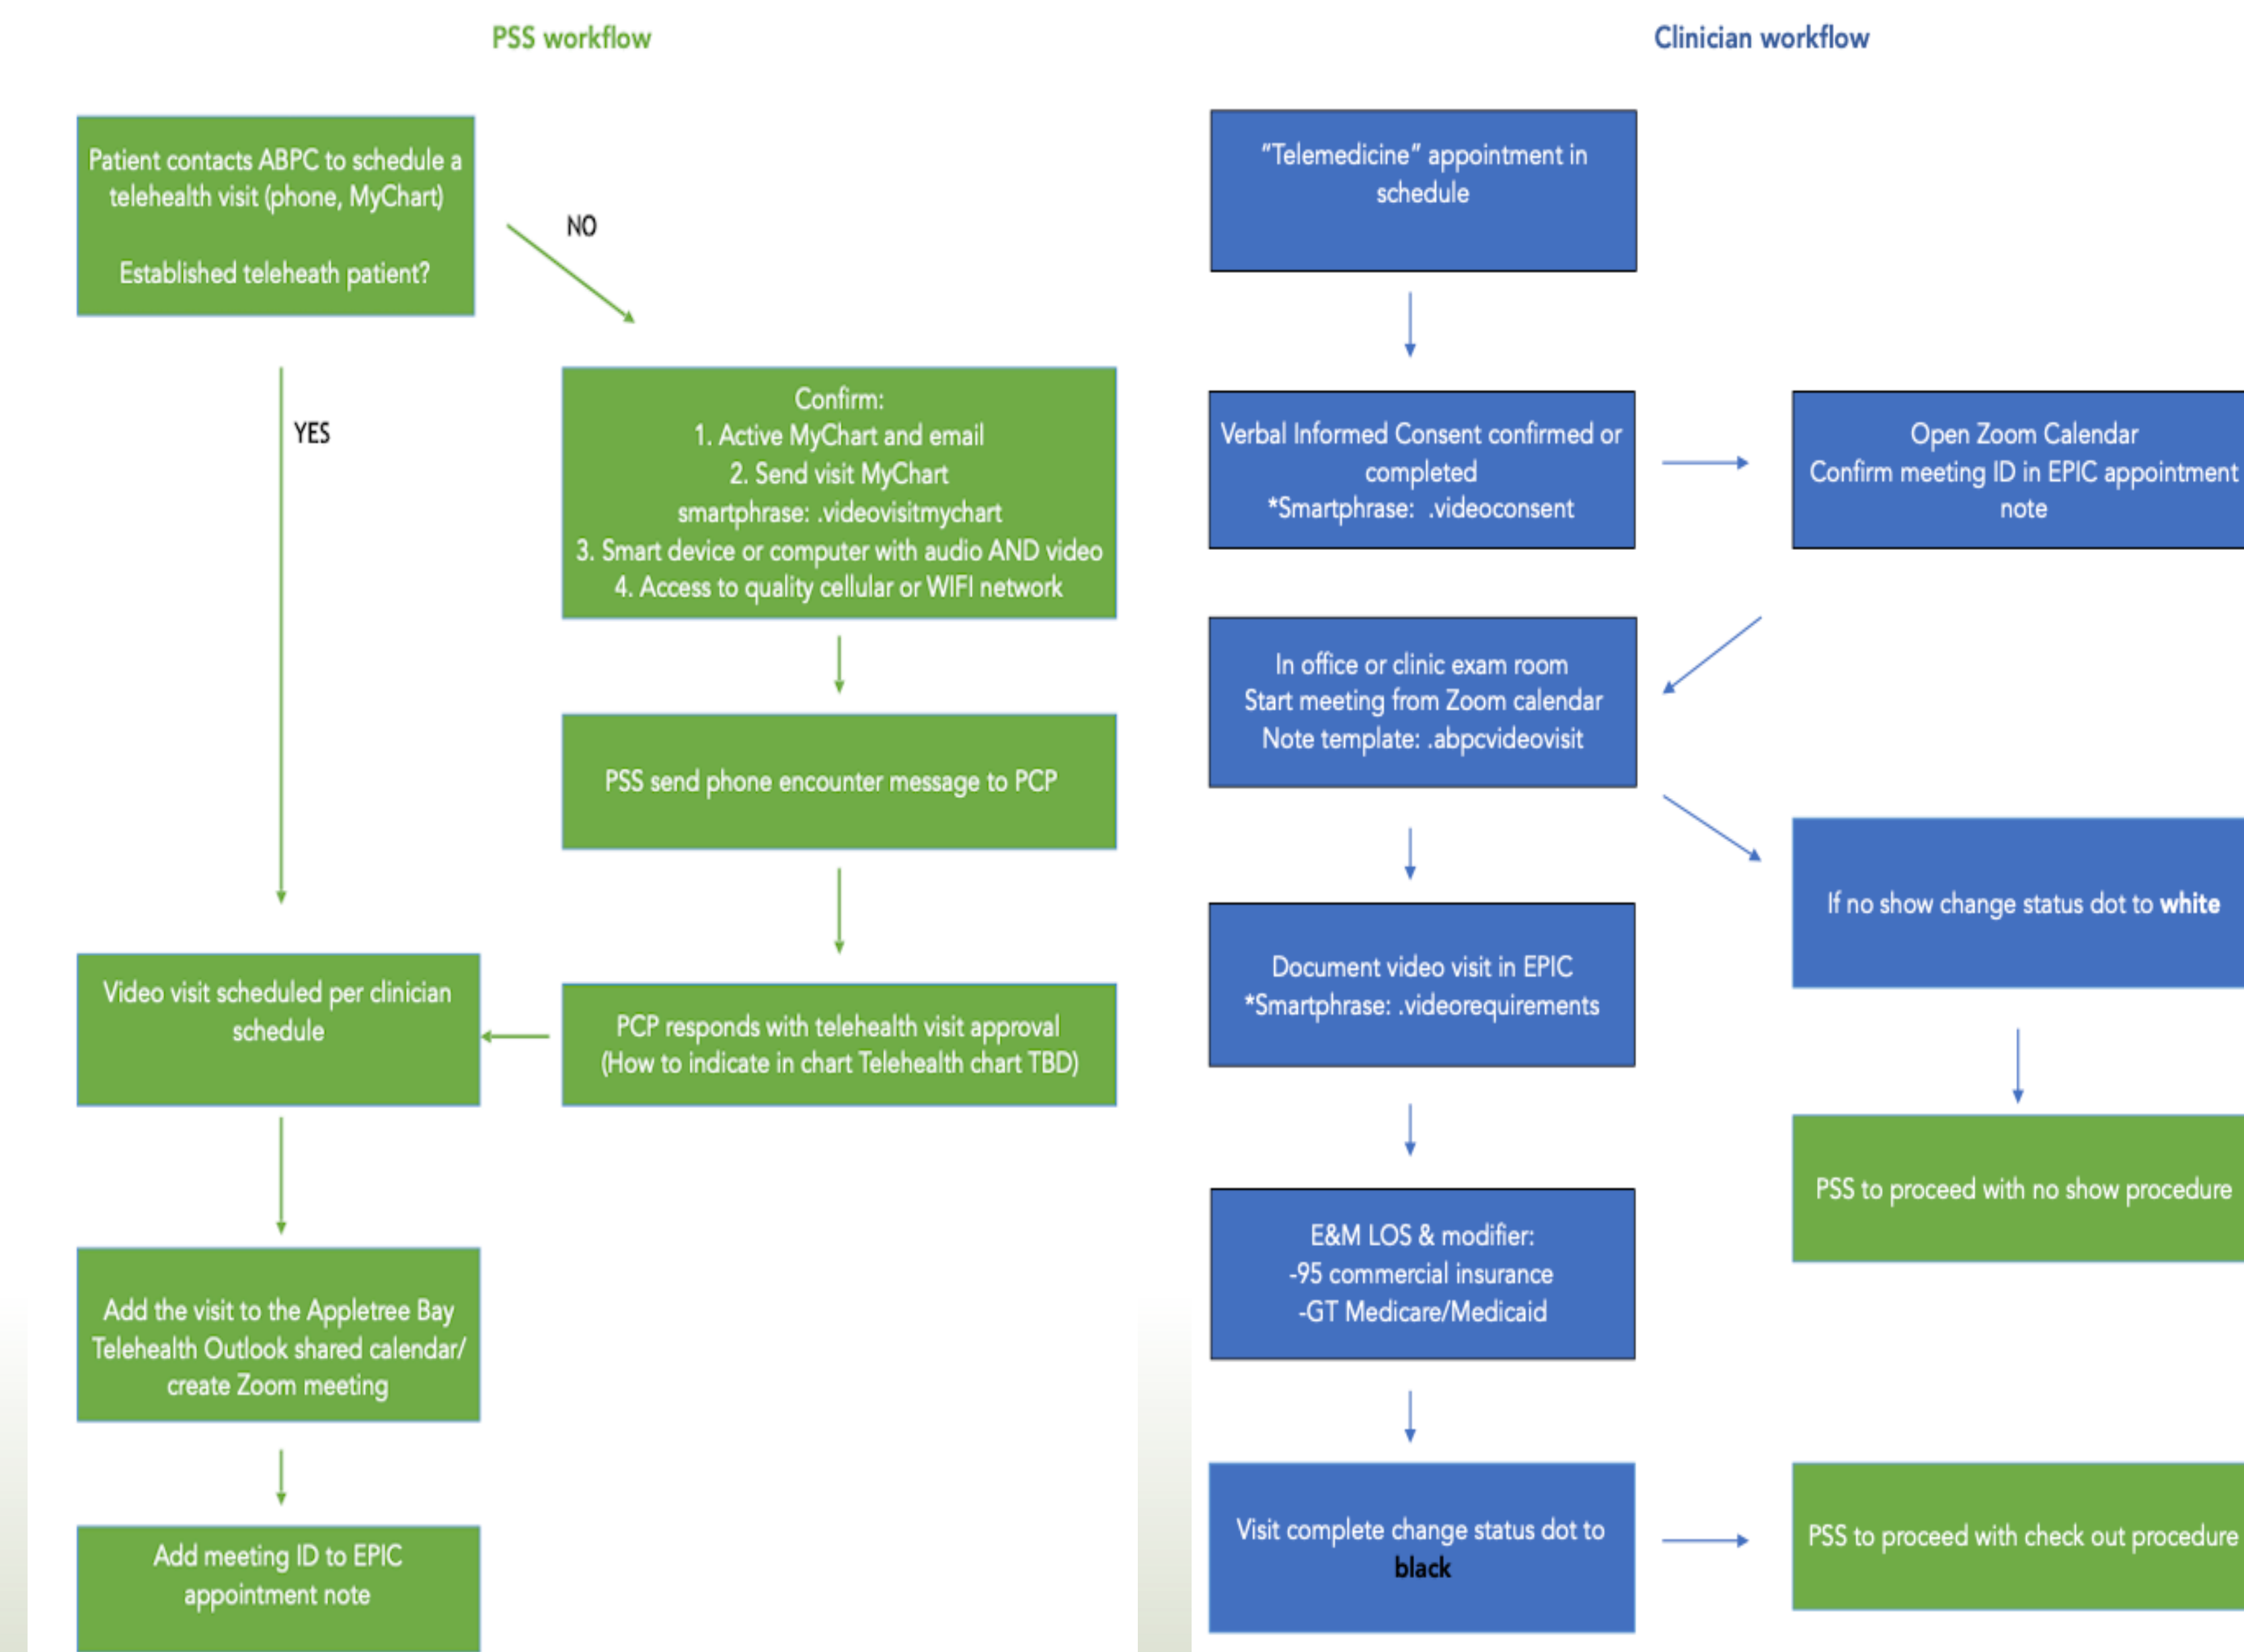 PSS workflow
Patient contacts ABPC to schedule a
telehealth visit (phone, MyChart)
Established teleheath patient?
NO
YES
Confirm:
1. Active MyChart and email
2. Send visit MyChart
smartphrase: .videovisitmychart
3. Smart device or computer with audio AND video
4. Access to quality cellular or WIFI network
PSS send phone encounter message to PCP
PCP responds with telehealth visit approval
(How to indicate in chart Telehealth chart TBD)
Video visit scheduled per clinician
schedule
Add the visit to the Appletree Bay
Telehealth Outlook shared calendar/
create Zoom meeting
Add meeting ID to EPIC
appointment note
Clinician workflow
"Telemedicine" appointment in
schedule
Verbal Informed Consent confirmed or
completed
*Smartphrase: .videoconsent
Open Zoom Calendar
Confirm meeting ID in EPIC appointment
note
In office or clinic exam room
Start meeting from Zoom calendar
Note template: .abpcvideovisit
If no show change status dot to white
PSS to proceed with no show procedure
Document video visit in EPIC
*Smartphrase: .videorequirements
E&M LOS & modifier:
-95 commercial insurance
-GT Medicare/Medicaid
Visit complete change status dot to
black
PSS to proceed with check out procedure